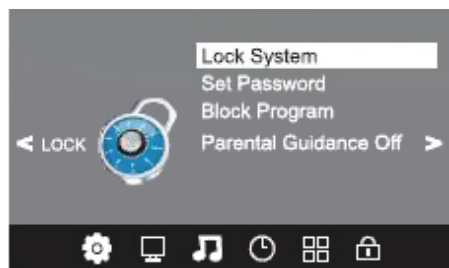 Lock System
Set Password
Block Program
< LOCK
Parental Guidance Off >